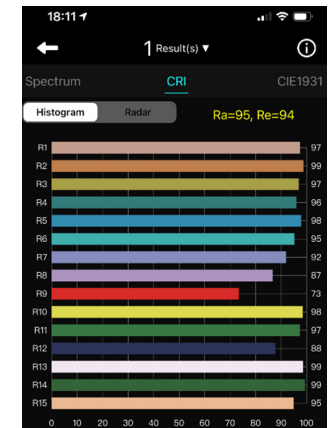 18:11
1 Result(s) ▼
Spectrum CRI CIE1931
Histogram Radar Ra=95, Re=94
R1 97
R2 99
R3 97
R4 96
R5 98
R6 95
R7 92
R8 87
R9 73
R10 98
R11 97
R12 88
R13 99
R14 99
R15 95
0 10 20 30 40 50 60 70 80 90 100